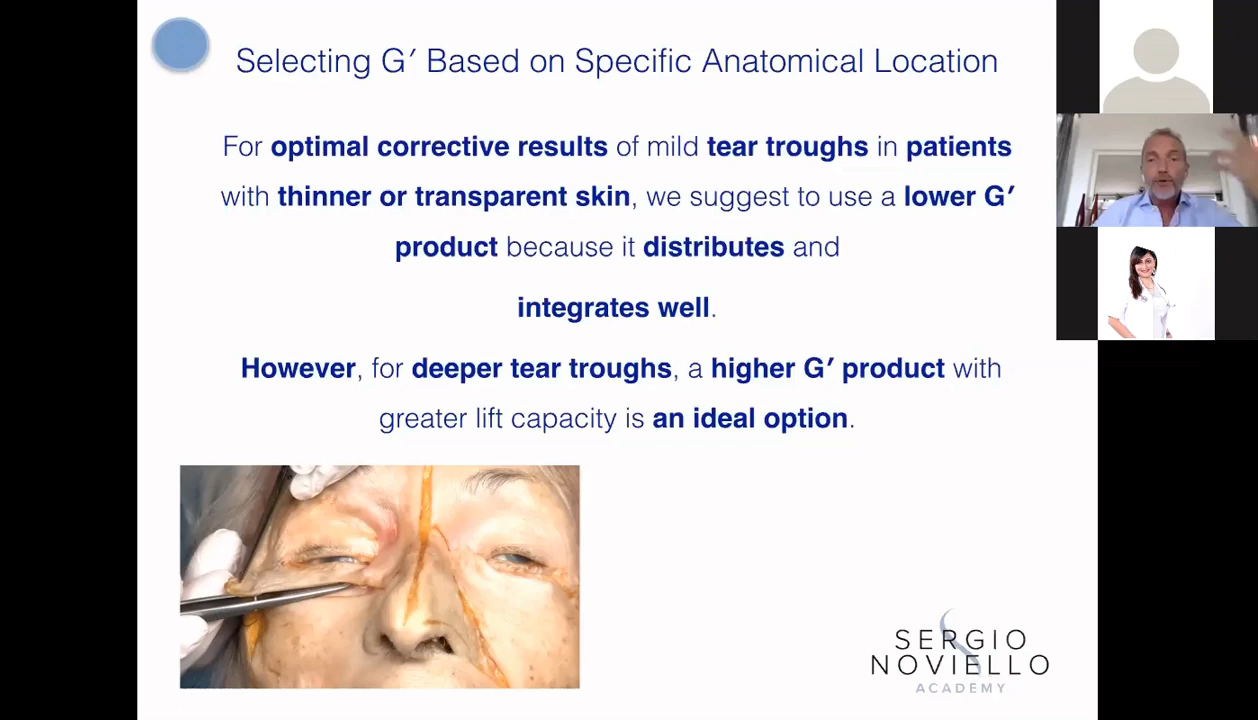 Selecting G′ Based on Specific Anatomical Location
For optimal corrective results of mild tear troughs in patients
with thinner or transparent skin, we suggest to use a lower G′
product because it distributes and
integrates well.
However, for deeper tear troughs, a higher G′ product with
greater lift capacity is an ideal option.
SERGIO
NOVIELLO
ACADEMY